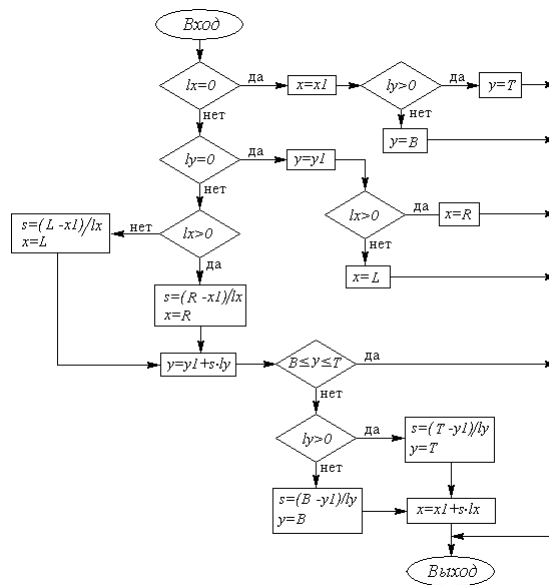 Вход
lx=0
да
x=x1
ly>0
да
y=T
нет
нет
y=B
ly=0
да
y=y1
нет
lx>0
да
x=R
нет
x=L
s=(L -x1)/lx
x=L
нет
lx>0
да
s=(R -x1)/lx
x=R
y=y1+s·ly
B≤y≤T
да
нет
ly>0
да
s=(T -y1)/ly
y=T
нет
s=(B -y1)/ly
y=B
x=x1+s·lx
Выход